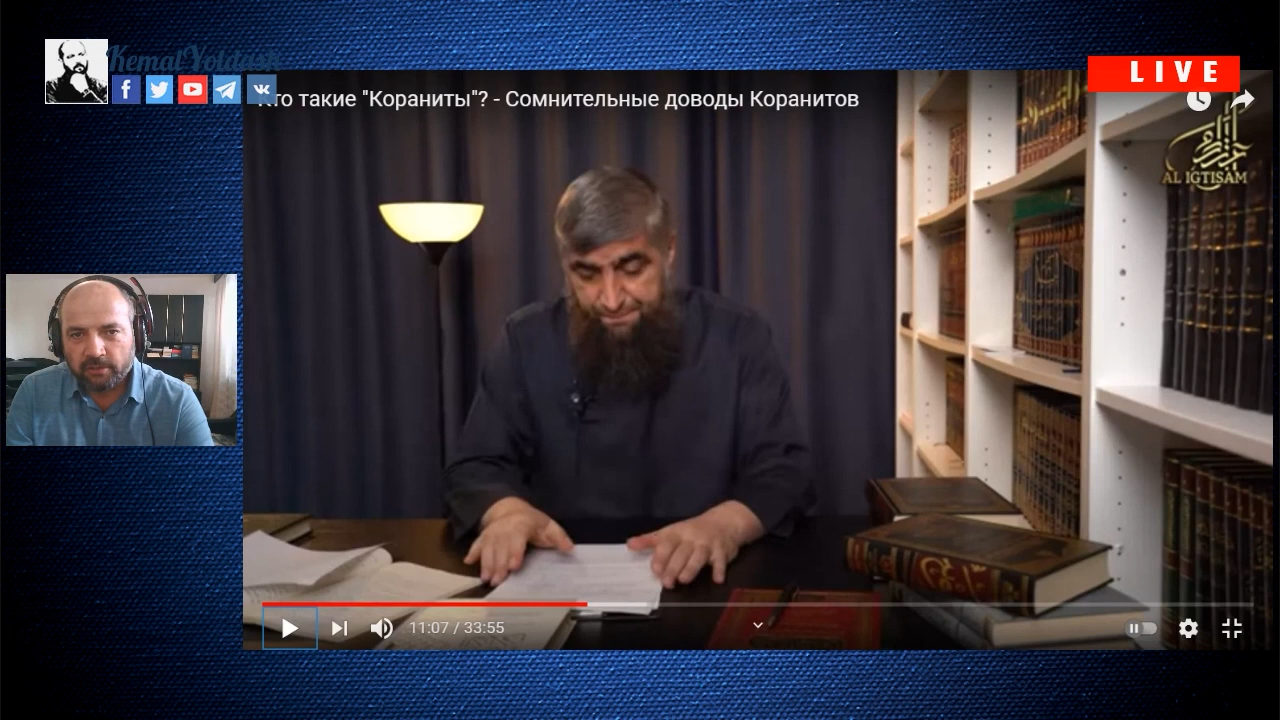 Kemal Yoldash
LIVE
Кто такие "Кораниты"? - Сомнительные доводы Коранитов
AL IGTISAM
11:07 / 33:55